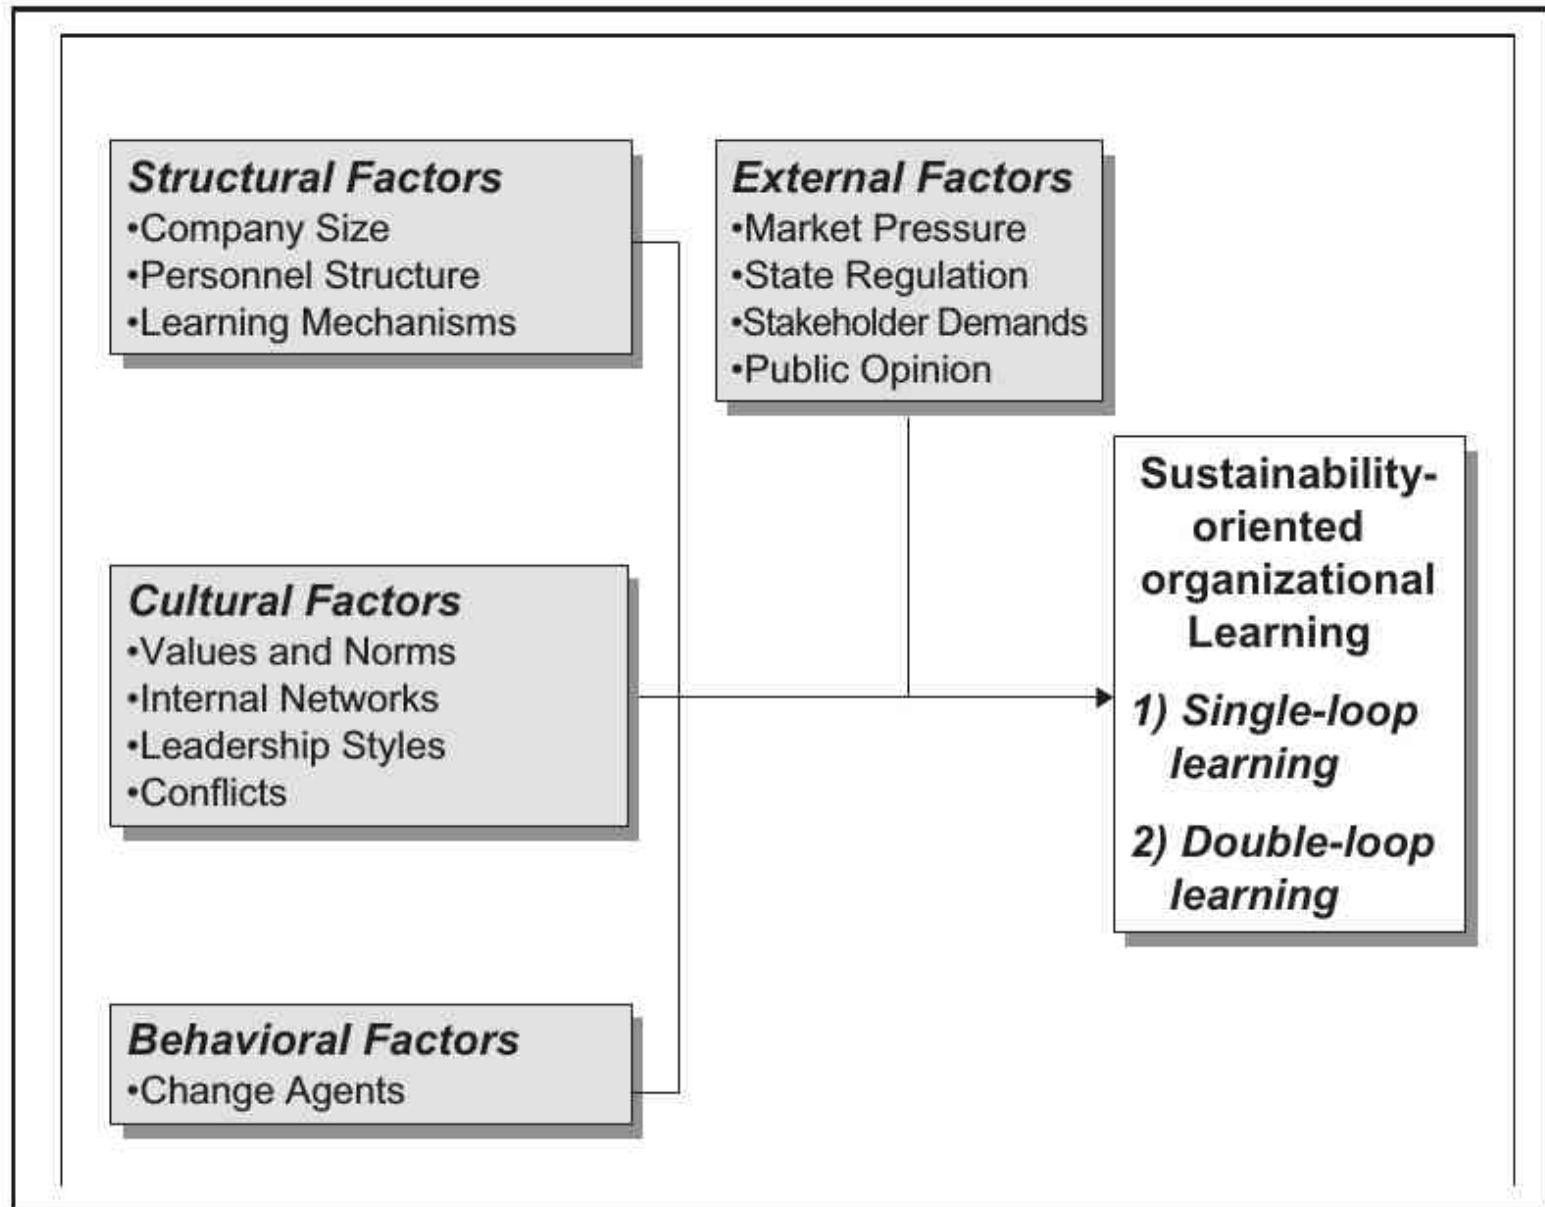 Structural Factors
•Company Size
•Personnel Structure
•Learning Mechanisms
External Factors
•Market Pressure
•State Regulation
•Stakeholder Demands
•Public Opinion
Cultural Factors
•Values and Norms
•Internal Networks
•Leadership Styles
•Conflicts
Behavioral Factors
•Change Agents
Sustainability-
oriented
organizational
Learning
1) Single-loop
learning
2) Double-loop
learning